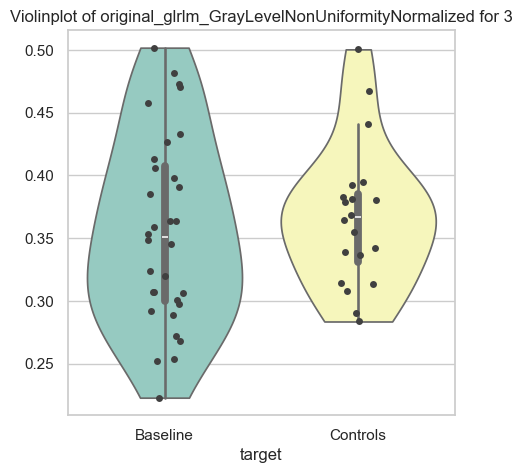 Violinplot of original_glrlm_GrayLevelNonUniformityNormalized for 3
0.50
0.45
0.40
0.35
0.30
0.25
Baseline Controls
target